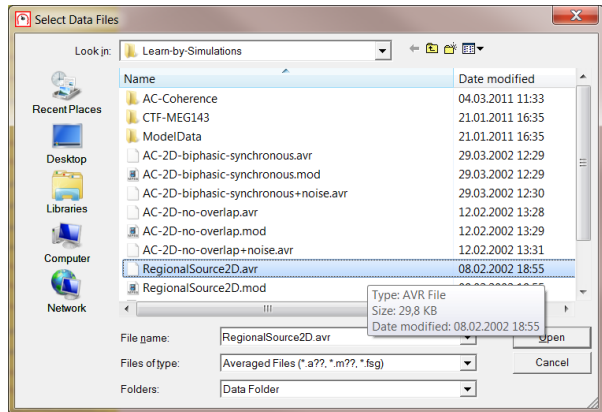 Select Data Files
Look in: Learn-by-Simulations
Name Date modified
AC-Coherence 04.03.2011 11:33
CTF-MEG143 21.01.2011 16:35
ModelData 21.01.2011 16:35
AC-2D-biphasic-synchronous.avr 29.03.2002 12:29
AC-2D-biphasic-synchronous.mod 29.03.2002 12:29
AC-2D-biphasic-synchronous+noise.avr 29.03.2002 12:30
AC-2D-no-overlap.avr 12.02.2002 13:28
AC-2D-no-overlap.mod 12.02.2002 13:29
AC-2D-no-overlap+noise.avr 12.02.2002 13:31
RegionalSource2D.avr 08.02.2002 18:55
RegionalSource2D.mod
Recent Places
Desktop
Libraries
Computer
Network
Type: AVR File
Size: 29,8 KB
Date modified: 08.02.2002 18:55
File name: RegionalSource2D.avr Open
Files of type: Averaged Files (*.a??, *.m??, *.fsg) Cancel
Folders: Data Folder